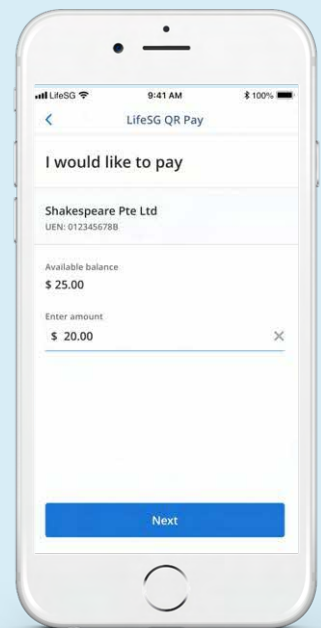 LifeSG 9:41 AM 100%
LifeSG QR Pay
I would like to pay
Shakespeare Pte Ltd
UEN: 012345678B
Available balance
$ 25.00
Enter amount
$ 20.00
Next